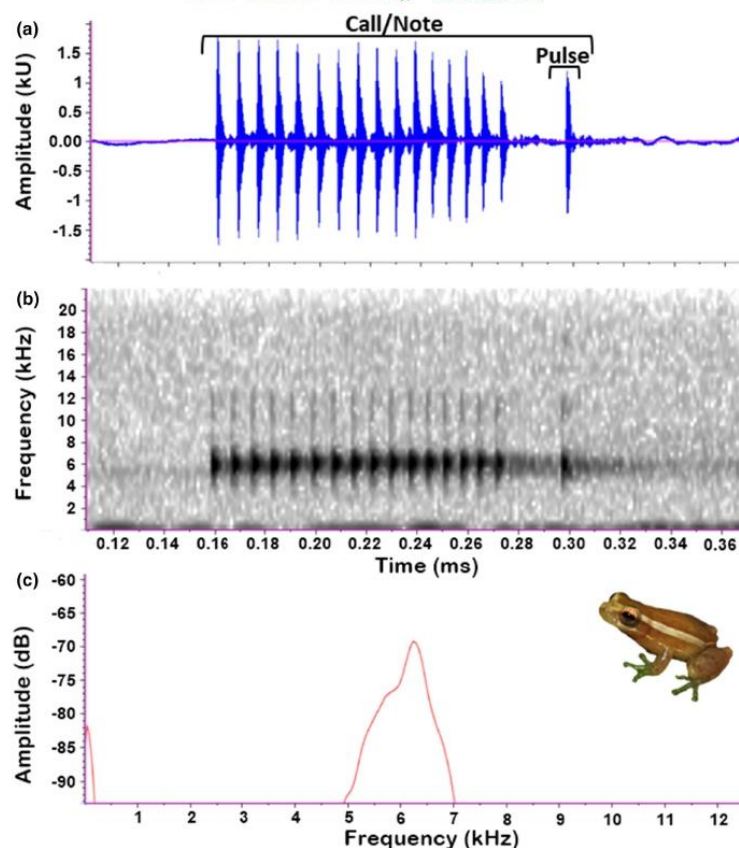 (a)
Call/Note
Pulse
Amplitude (kU)
1.5
1
0.5
0.00
-0.5
-1
-1.5
(b)
Frequency (kHz)
20
18
16
14
12
10
8
6
4
2
0.12 0.14 0.16 0.18 0.20 0.22 0.24 0.26 0.28 0.30 0.32 0.34 0.36
Time (ms)
(c)
Amplitude (dB)
-60
-65
-70
-75
-80
-85
-90
1 2 3 4 5 6 7 8 9 10 11 12
Frequency (kHz)